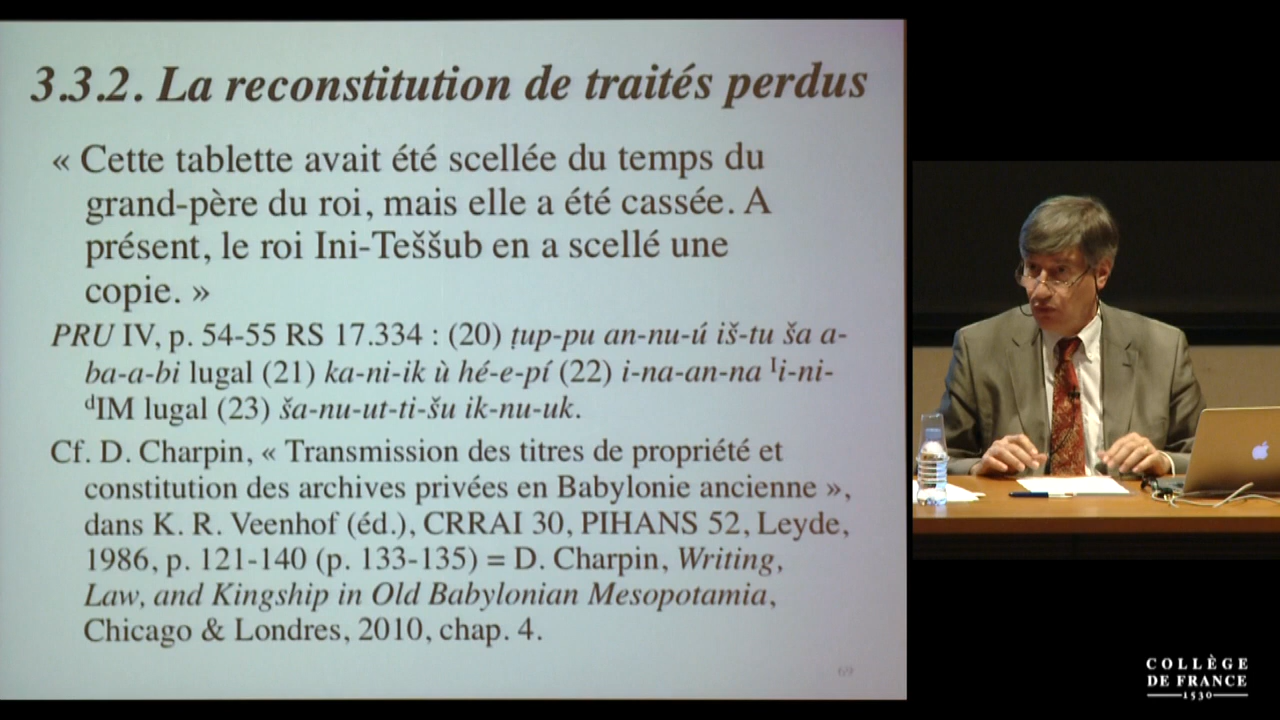 3.3.2. La reconstitution de traités perdus
« Cette tablette avait été scellée du temps du
grand-père du roi, mais elle a été cassée. A
présent, le roi Ini-Teššub en a scellé une
copie. »
PRU IV, p. 54-55 RS 17.334 : (20) ṭup-pu an-nu-ú iš-tu ša a-
ba-a-bi lugal (21) ka-ni-ik ù hé-e-pí (22) i-na-an-na ᴵi-ni-
ᵈIM lugal (23) ša-nu-ut-ti-šu ik-nu-uk.
Cf. D. Charpin, « Transmission des titres de propriété et
constitution des archives privées en Babylonie ancienne »,
dans K. R. Veenhof (éd.), CRRAI 30, PIHANS 52, Leyde,
1986, p. 121-140 (p. 133-135) = D. Charpin, Writing,
Law, and Kingship in Old Babylonian Mesopotamia,
Chicago & Londres, 2010, chap. 4.
COLLÈGE
DE FRANCE
1530